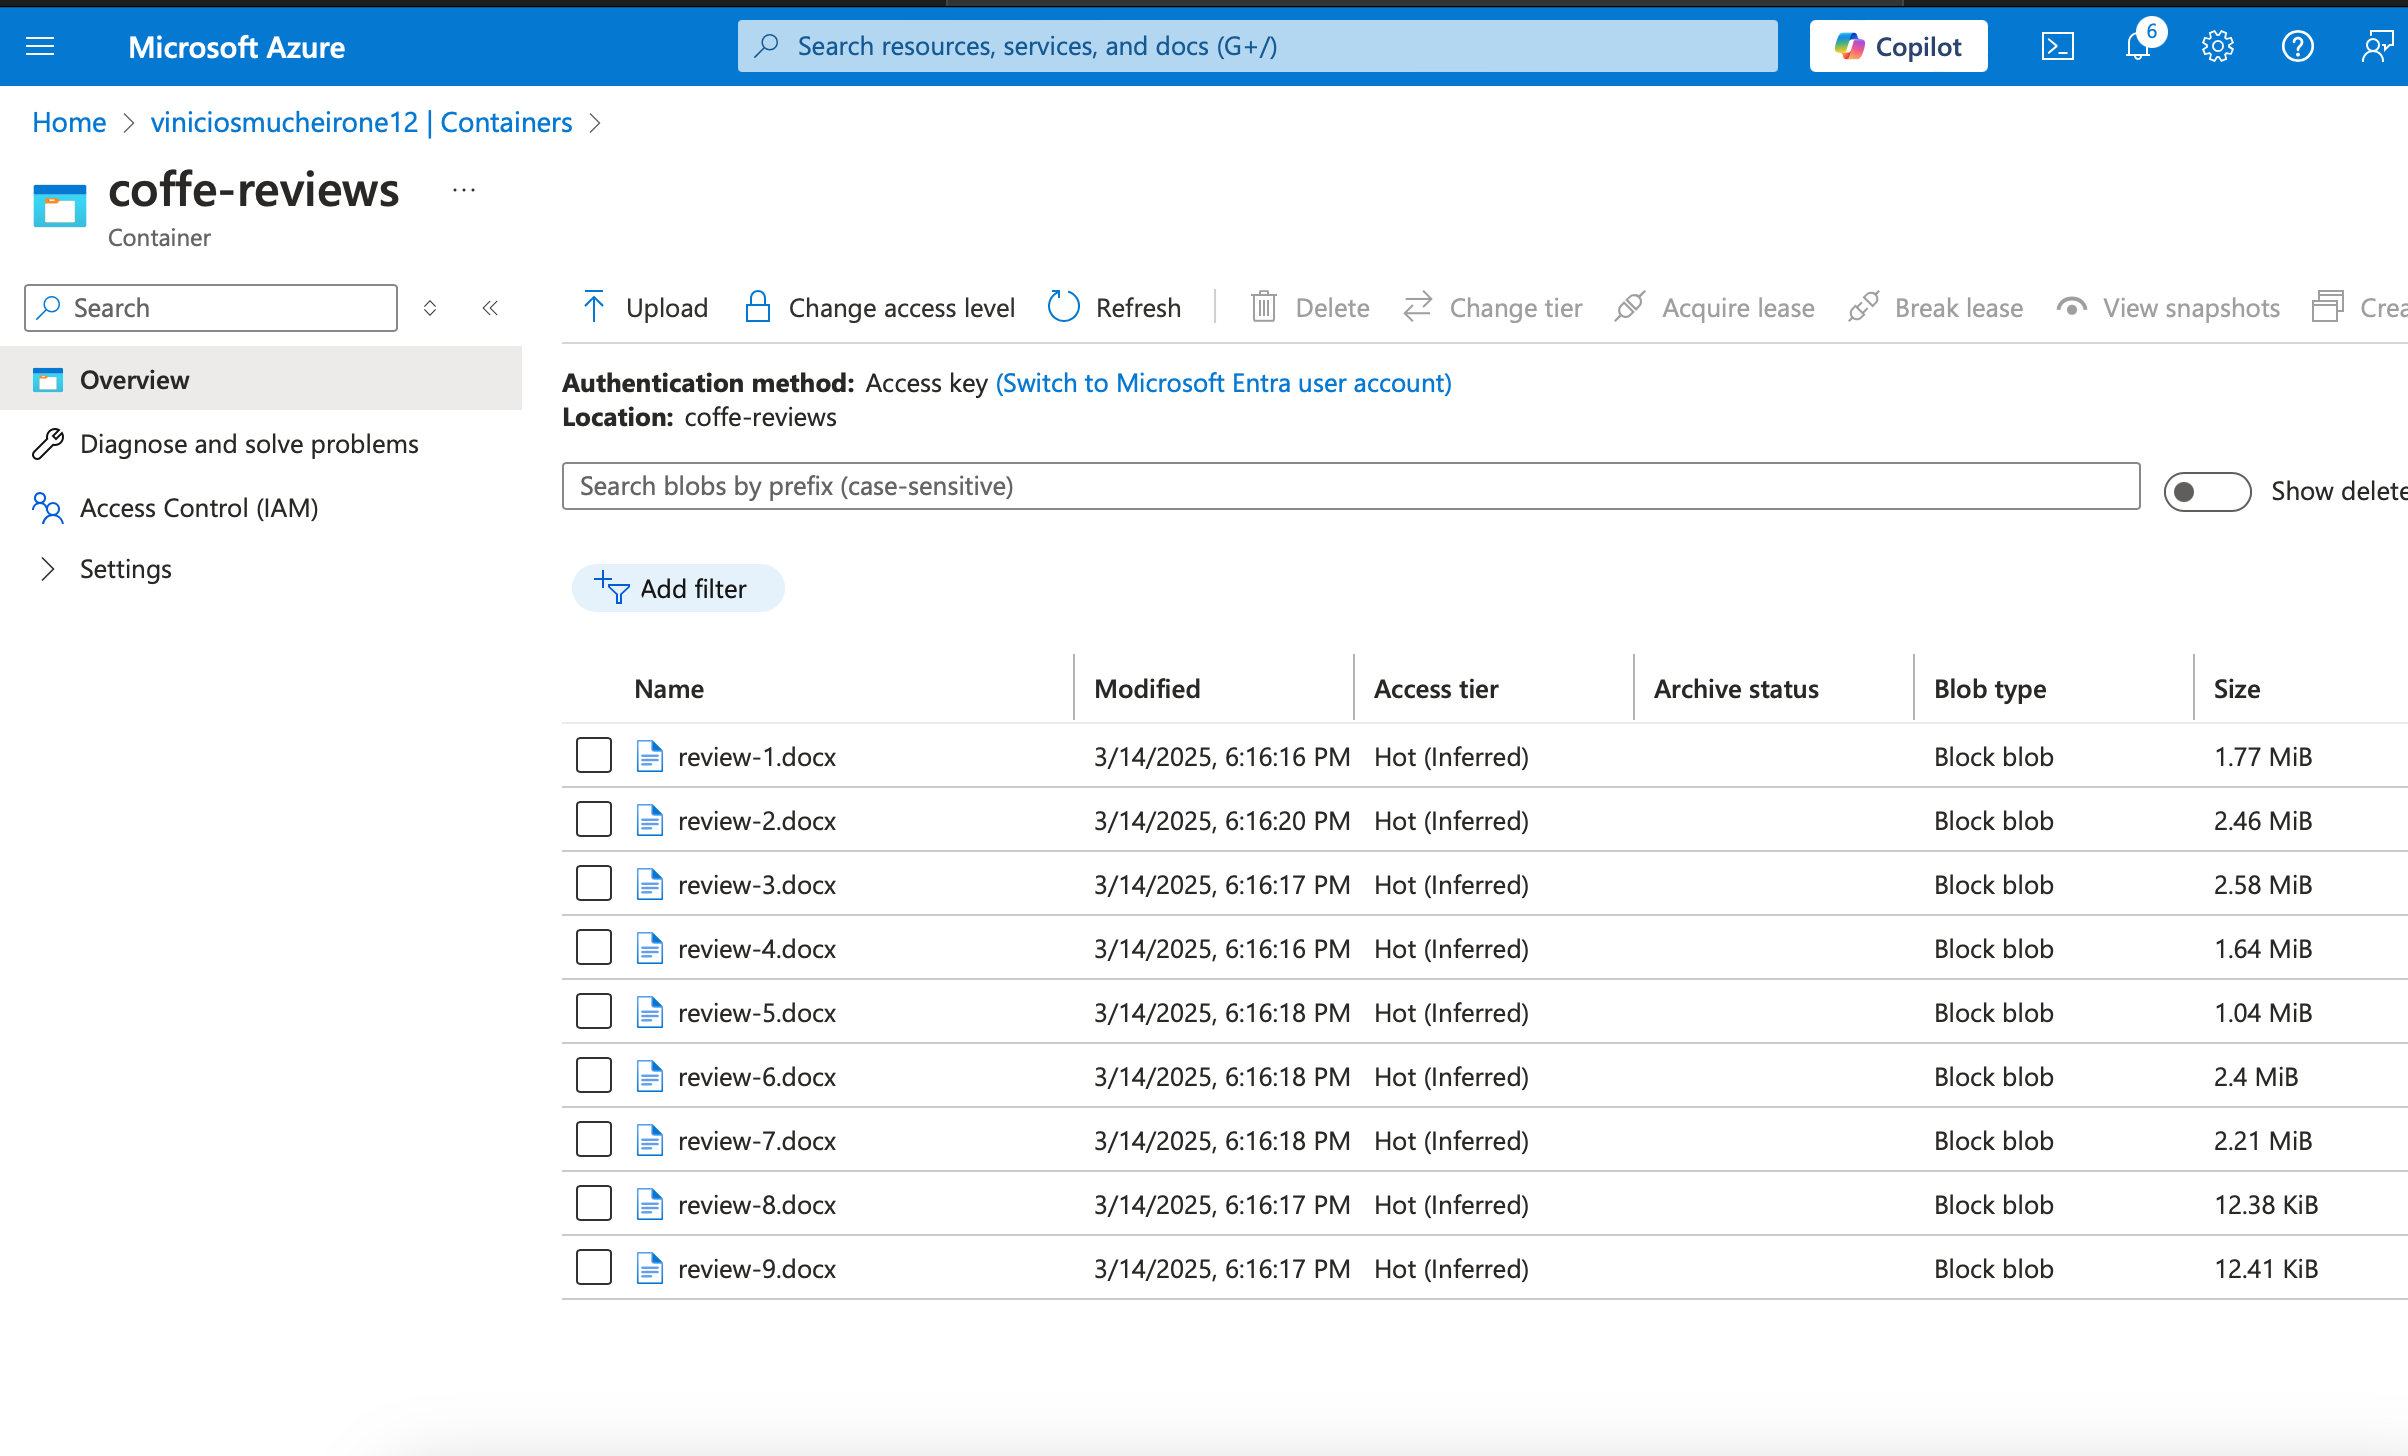 Microsoft Azure
Search resources, services, and docs (G+/)
Copilot
6
Home > viniciosmucheirone12 | Containers >
coffe-reviews ...
Container
Search
Overview
Diagnose and solve problems
Access Control (IAM)
Settings
Upload Change access level Refresh Delete Change tier Acquire lease Break lease View snapshots Crea
Authentication method: Access key (Switch to Microsoft Entra user account)
Location: coffe-reviews
Search blobs by prefix (case-sensitive)
Show delete
Add filter
Name Modified Access tier Archive status Blob type Size
review-1.docx 3/14/2025, 6:16:16 PM Hot (Inferred) Block blob 1.77 MiB
review-2.docx 3/14/2025, 6:16:20 PM Hot (Inferred) Block blob 2.46 MiB
review-3.docx 3/14/2025, 6:16:17 PM Hot (Inferred) Block blob 2.58 MiB
review-4.docx 3/14/2025, 6:16:16 PM Hot (Inferred) Block blob 1.64 MiB
review-5.docx 3/14/2025, 6:16:18 PM Hot (Inferred) Block blob 1.04 MiB
review-6.docx 3/14/2025, 6:16:18 PM Hot (Inferred) Block blob 2.4 MiB
review-7.docx 3/14/2025, 6:16:18 PM Hot (Inferred) Block blob 2.21 MiB
review-8.docx 3/14/2025, 6:16:17 PM Hot (Inferred) Block blob 12.38 KiB
review-9.docx 3/14/2025, 6:16:17 PM Hot (Inferred) Block blob 12.41 KiB